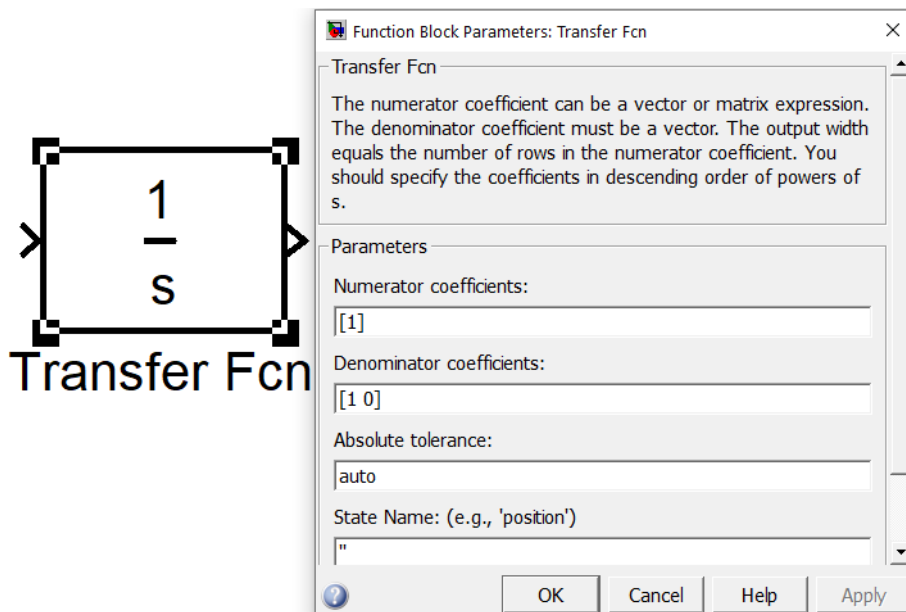 1
s
Transfer Fcn
Function Block Parameters: Transfer Fcn
Transfer Fcn
The numerator coefficient can be a vector or matrix expression.
The denominator coefficient must be a vector. The output width
equals the number of rows in the numerator coefficient. You
should specify the coefficients in descending order of powers of
s.
Parameters
Numerator coefficients:
[1]
Denominator coefficients:
[1 0]
Absolute tolerance:
auto
State Name: (e.g., 'position')
''
OK Cancel Help Apply